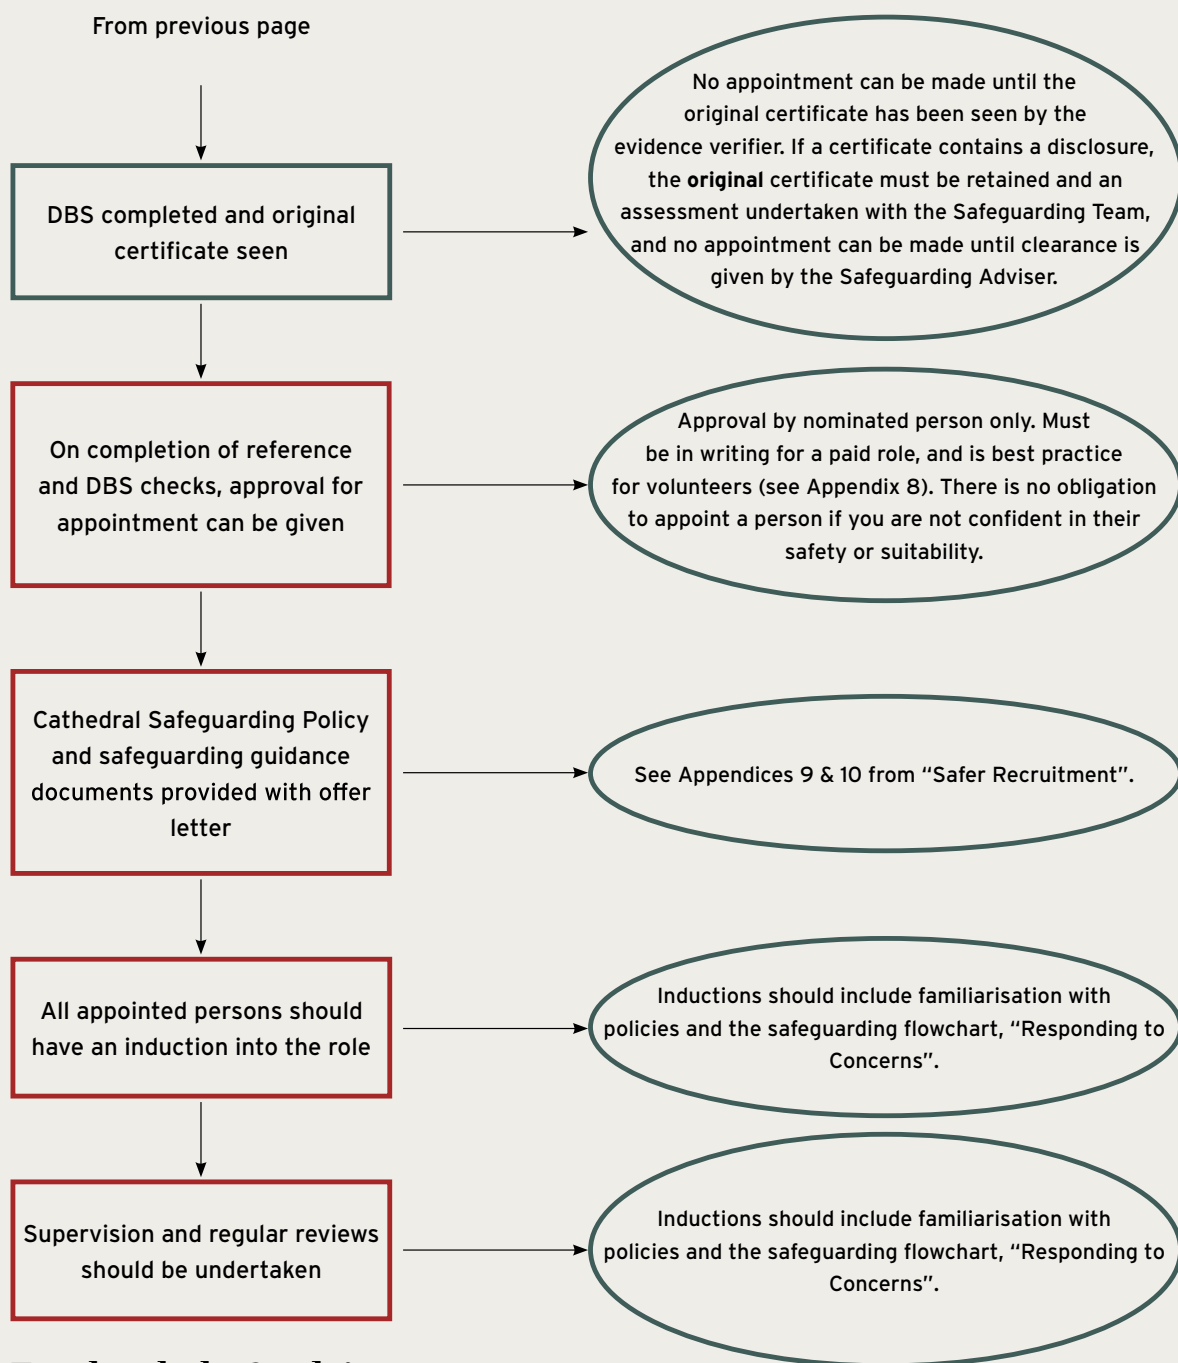 From previous page
DBS completed and original
certificate seen
No appointment can be made until the
original certificate has been seen by the
evidence verifier. If a certificate contains a disclosure,
the original certificate must be retained and an
assessment undertaken with the Safeguarding Team,
and no appointment can be made until clearance is
given by the Safeguarding Adviser.
On completion of reference
and DBS checks, approval for
appointment can be given
Approval by nominated person only. Must
be in writing for a paid role, and is best practice
for volunteers (see Appendix 8). There is no obligation
to appoint a person if you are not confident in their
safety or suitability.
Cathedral Safeguarding Policy
and safeguarding guidance
documents provided with offer
letter
See Appendices 9 & 10 from “Safer Recruitment”.
All appointed persons should
have an induction into the role
Inductions should include familiarisation with
policies and the safeguarding flowchart, “Responding to
Concerns”.
Supervision and regular reviews
should be undertaken
Inductions should include familiarisation with
policies and the safeguarding flowchart, “Responding to
Concerns”.